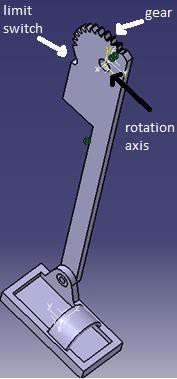 limit
switch
gear
rotation
axis